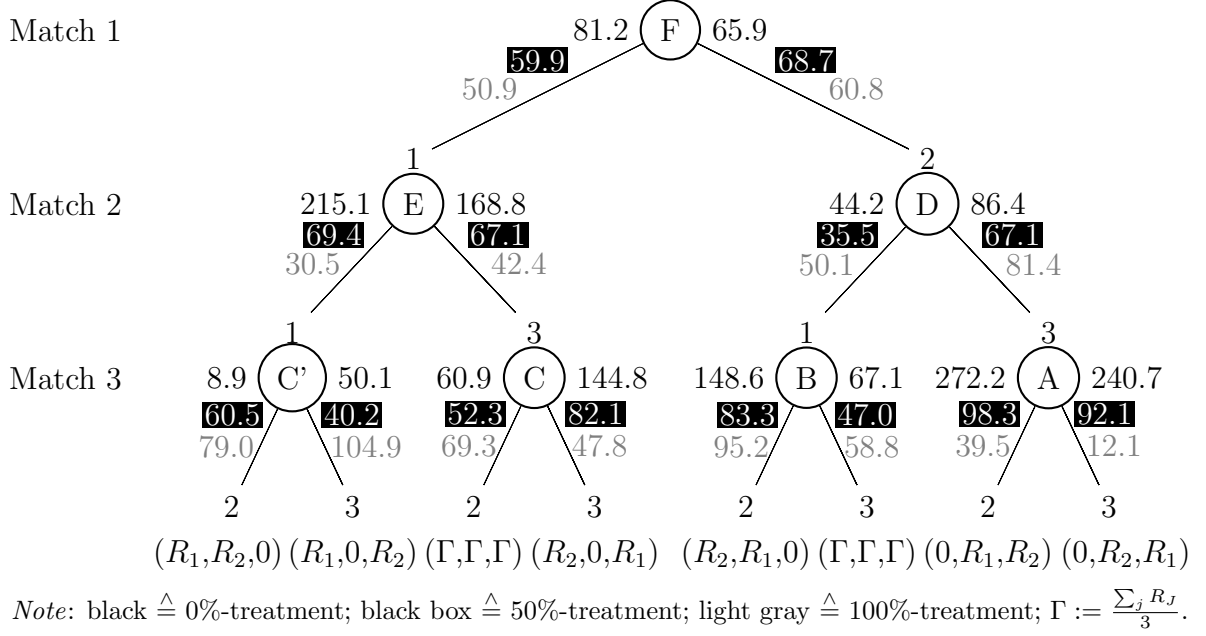 Match 1 81.2 F 65.9
59.9 68.7
50.9 60.8
1 2
Match 2 215.1 E 168.8 44.2 D 86.4
69.4 67.1 35.5 67.1
30.5 42.4 50.1 81.4
1 3 1 3
Match 3 8.9 C’ 50.1 60.9 C 144.8 148.6 B 67.1 272.2 A 240.7
60.5 40.2 52.3 82.1 83.3 47.0 98.3 92.1
79.0 104.9 69.3 47.8 95.2 58.8 39.5 12.1
2 3 2 3 2 3 2 3
(R₁,R₂,0) (R₁,0,R₂) (Γ,Γ,Γ) (R₂,0,R₁) (R₂,R₁,0) (Γ,Γ,Γ) (0,R₁,R₂) (0,R₂,R₁)
Note: black ≙ 0%-treatment; black box ≙ 50%-treatment; light gray ≙ 100%-treatment; Γ := ∑ⱼ R_J / 3.